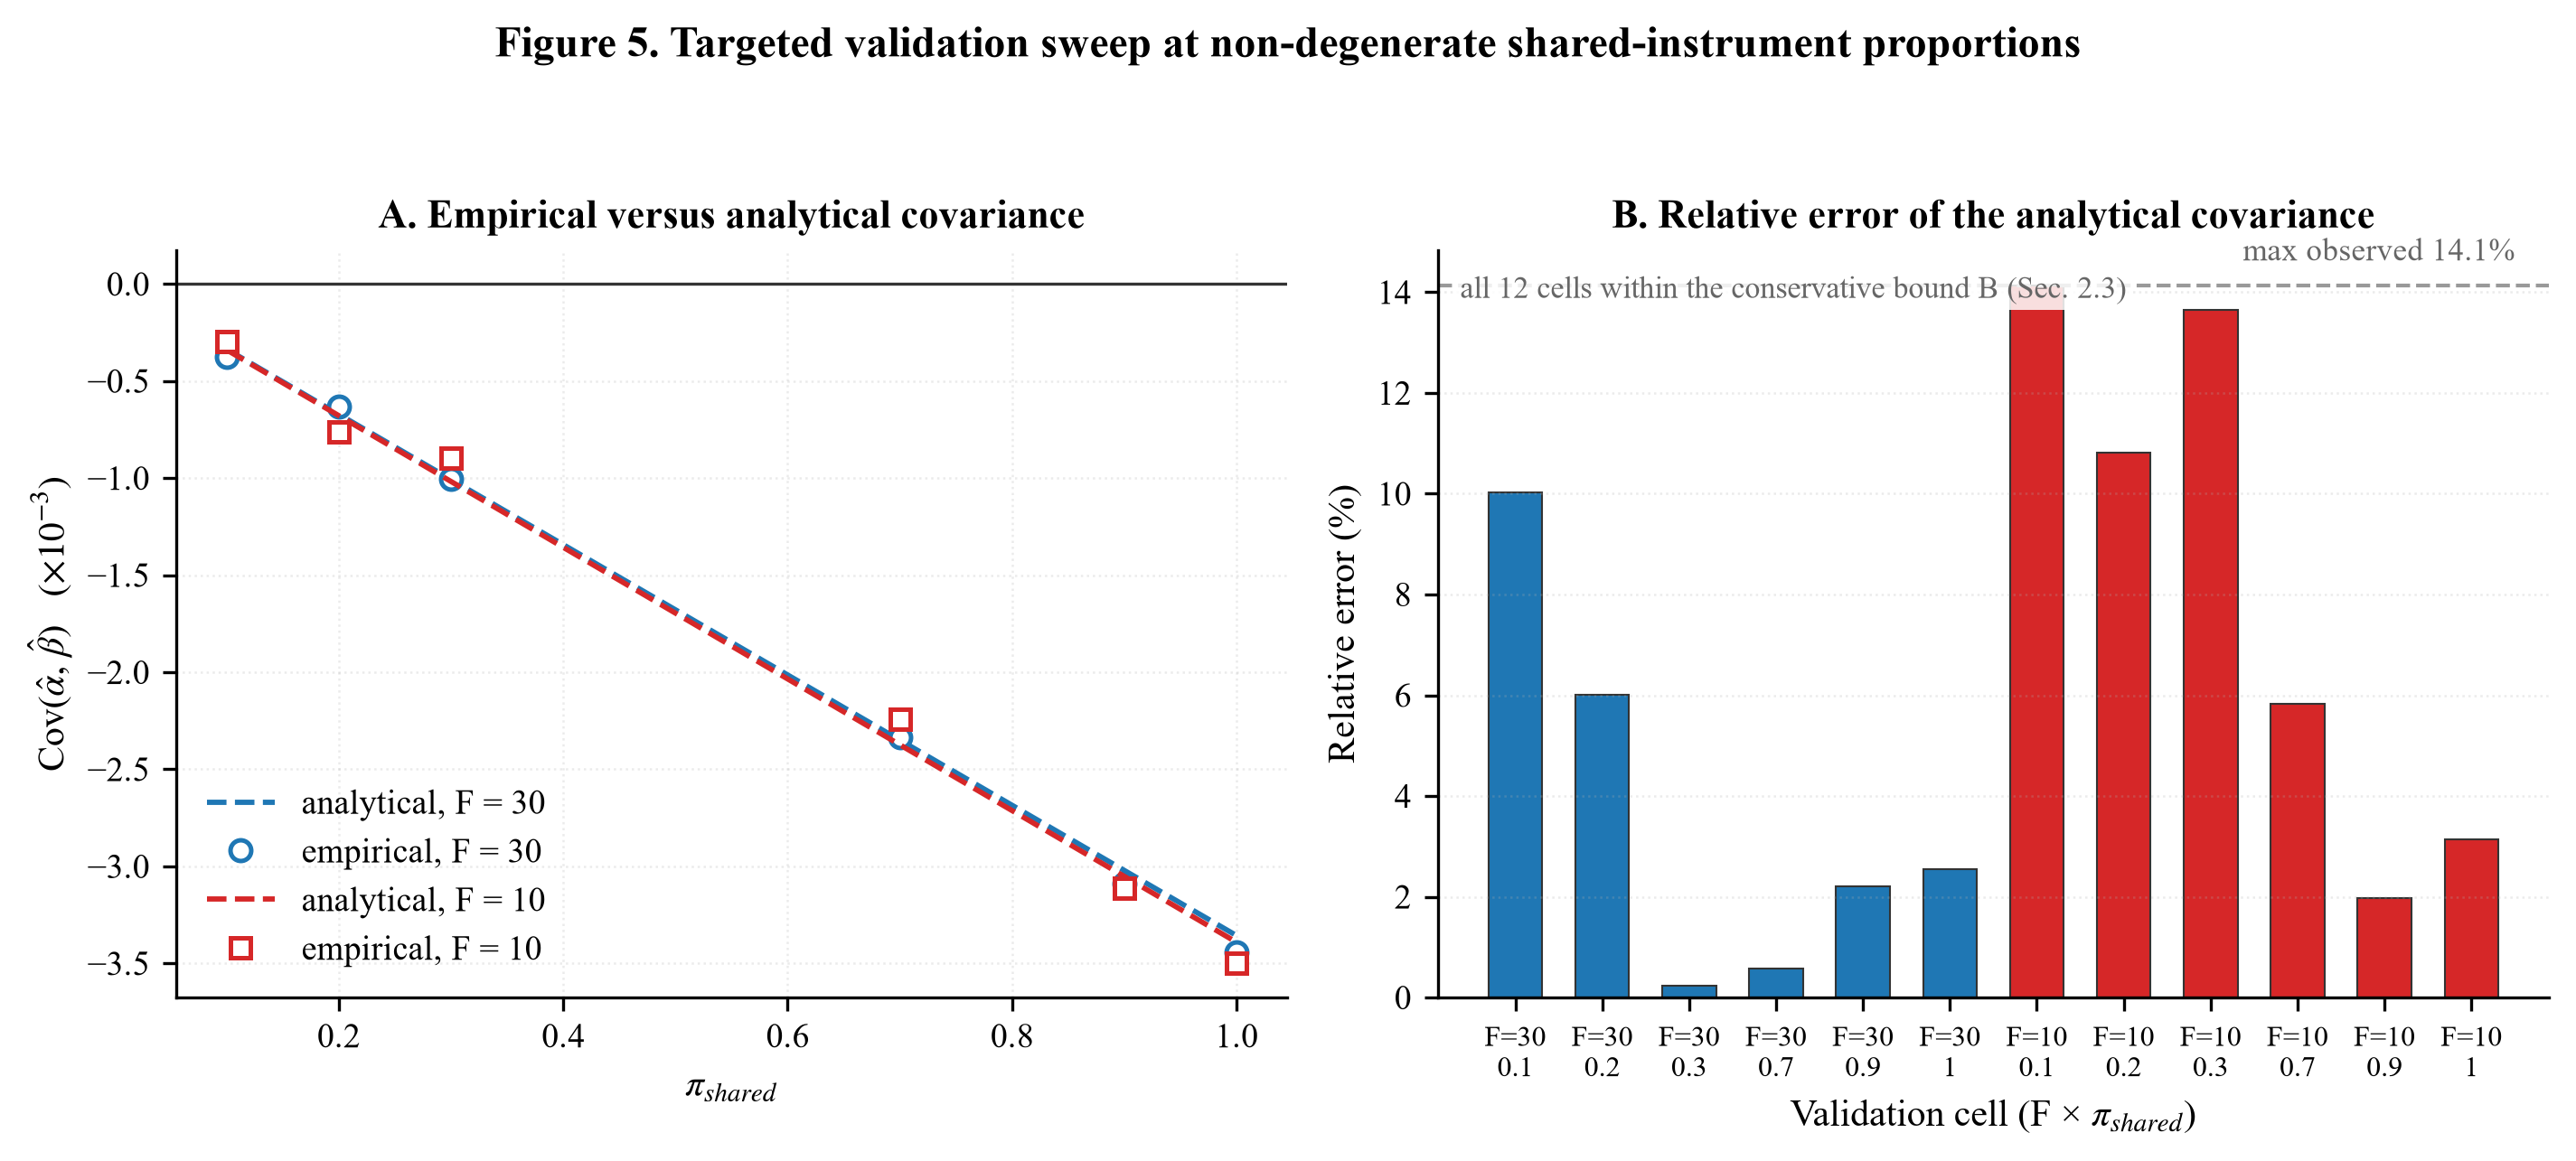 Figure 5. Targeted validation sweep at non-degenerate shared-instrument proportions
A. Empirical versus analytical covariance
0.0
−0.5
−1.0
−1.5
−2.0
−2.5
−3.0
−3.5
Cov(α̂, β̂) (×10⁻³)
analytical, F = 30
empirical, F = 30
analytical, F = 10
empirical, F = 10
0.2 0.4 0.6 0.8 1.0
π_shared
B. Relative error of the analytical covariance
max observed 14.1%
all 12 cells within the conservative bound B (Sec. 2.3)
14
12
10
8
6
4
2
0
Relative error (%)
F=30 F=30 F=30 F=30 F=30 F=30 F=10 F=10 F=10 F=10 F=10 F=10
0.1 0.2 0.3 0.7 0.9 1 0.1 0.2 0.3 0.7 0.9 1
Validation cell (F × π_shared)